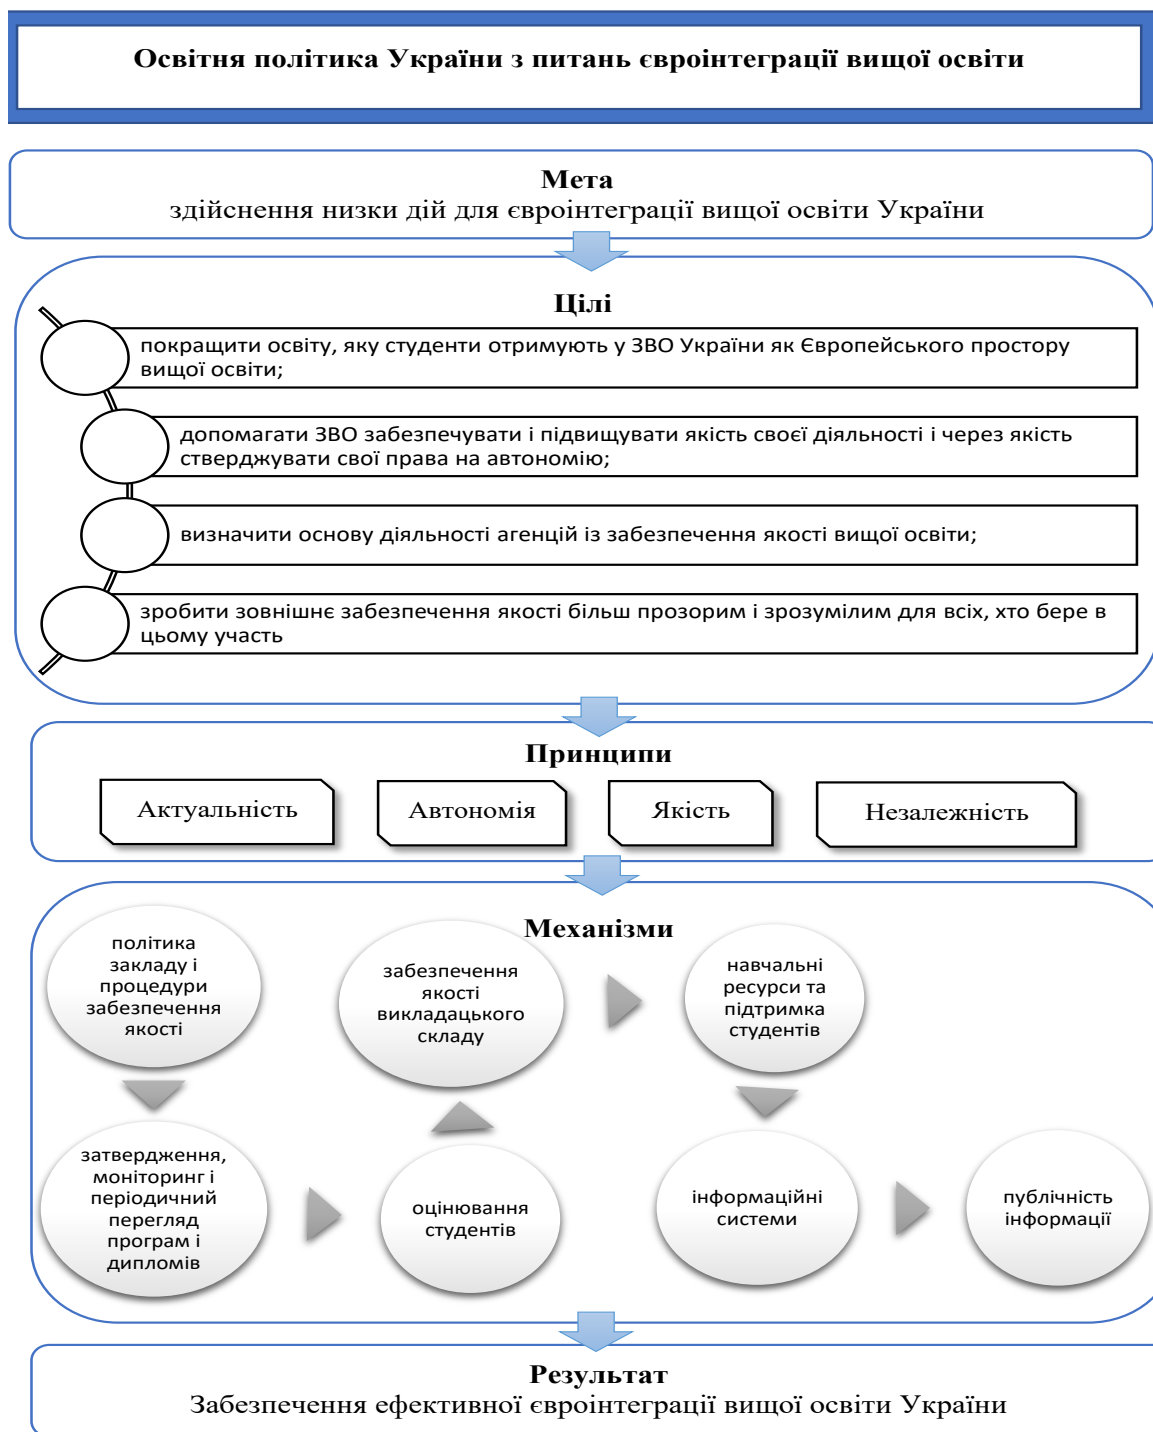 Освітня політика України з питань євроінтеграції вищої освіти
Мета
здійснення низки дій для євроінтеграції вищої освіти України
Цілі
покращити освіту, яку студенти отримують у ЗВО України як Європейського простору
вищої освіти;
допомагати ЗВО забезпечувати і підвищувати якість своєї діяльності і через якість
стверджувати свої права на автономію;
визначити основу діяльності агенцій із забезпечення якості вищої освіти;
зробити зовнішнє забезпечення якості більш прозорим і зрозумілим для всіх, хто бере в
цьому участь
Принципи
Актуальність
Автономія
Якість
Незалежність
Механізми
політика
закладу і
процедури
забезпечення
якості
затвердження,
моніторинг і
періодичний
перегляд
програм і
дипломів
оцінювання
студентів
забезпечення
якості
викладацького
складу
навчальні
ресурси та
підтримка
студентів
інформаційні
системи
публічність
інформації
Результат
Забезпечення ефективної євроінтеграції вищої освіти України